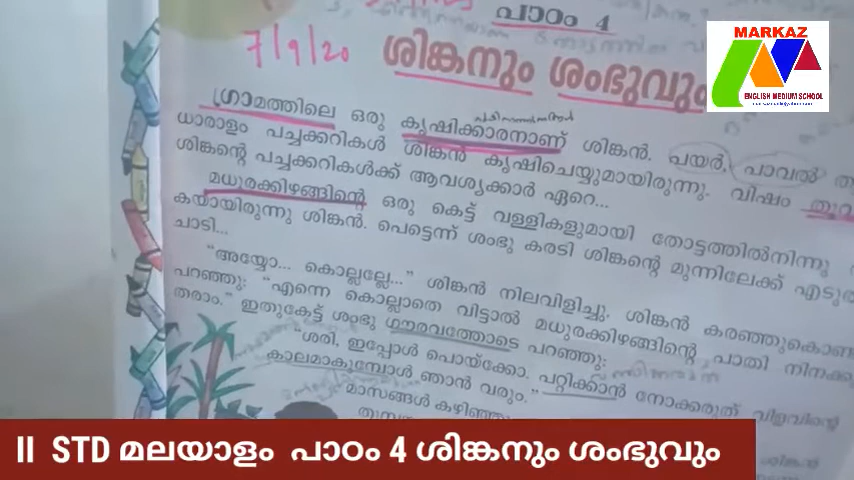 പാഠം 4
7/9/20
ശിങ്കനും ശംഭുവും
MARKAZ
ENGLISH MEDIUM SCHOOL
ഗ്രാമത്തിലെ ഒരു കൃഷിക്കാരനാണ് ശിങ്കൻ. പയർ, പാവൽ
ധാരാളം പച്ചക്കറികൾ ശിങ്കൻ കൃഷിചെയ്യുമായിരുന്നു. വിഷം
ശിങ്കന്റെ പച്ചക്കറികൾക്ക് ആവശ്യക്കാർ ഏറെ...
മധുരക്കിഴങ്ങിന്റെ ഒരു കെട്ട് വള്ളികളുമായി തോട്ടത്തിൽനിന്നു
കയായിരുന്നു ശിങ്കൻ. പെട്ടെന്ന് ശംഭു കരടി ശിങ്കന്റെ മുന്നിലേക്ക് എടുത്തു
ചാടി...
“അയ്യോ... കൊല്ലല്ലേ...” ശിങ്കൻ നിലവിളിച്ചു. ശിങ്കൻ കരഞ്ഞുകൊണ്ട
പറഞ്ഞു: “എന്നെ കൊല്ലാതെ വിട്ടാൽ മധുരക്കിഴങ്ങിന്റെ പാതി നിനക്കു
തരാം.” ഇതുകേട്ട് ശംഭു ഗൗരവത്തോടെ പറഞ്ഞു:
“ശരി, ഇപ്പോൾ പൊയ്ക്കോ. പറ്റിക്കാൻ നോക്കരുത് വിളവിന്റെ
കാലമാകുമ്പോൾ ഞാൻ വരും.”
മാസങ്ങൾ കഴിഞ്ഞു
II STD മലയാളം പാഠം 4 ശിങ്കനും ശംഭുവും